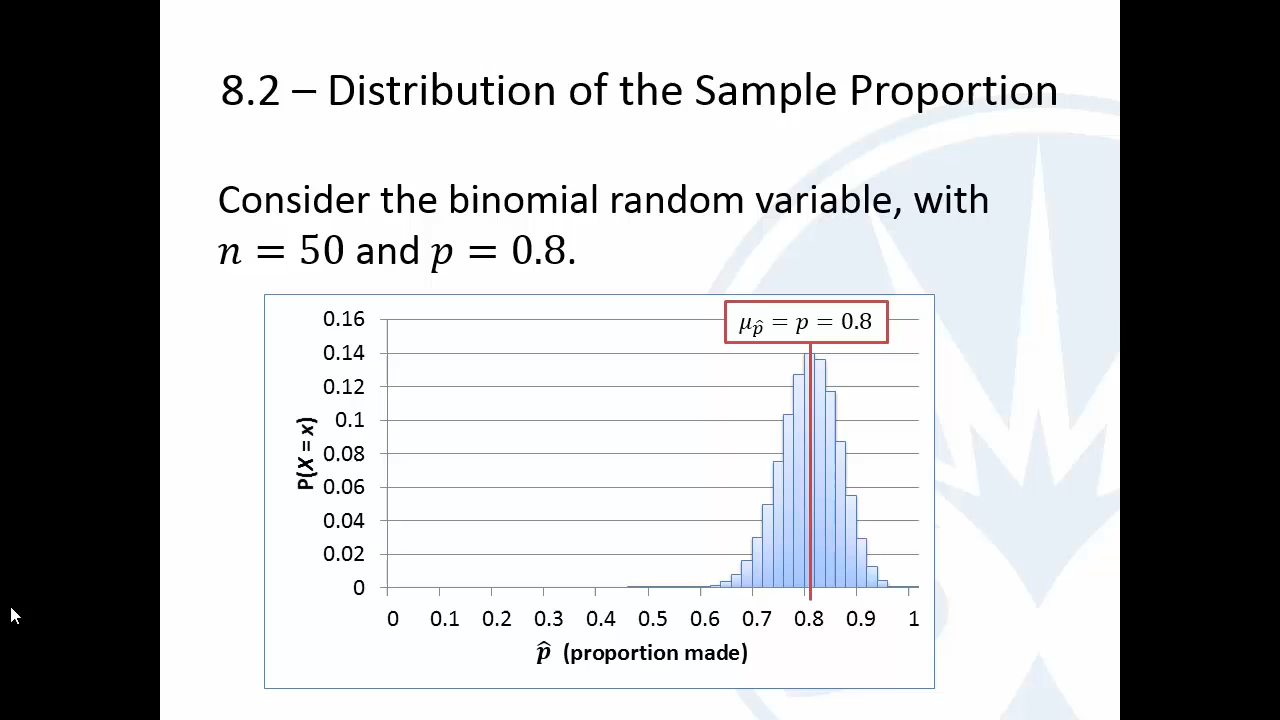 8.2 – Distribution of the Sample Proportion
Consider the binomial random variable, with
n = 50 and p = 0.8.
μp̂ = p = 0.8
0.16
0.14
0.12
0.1
0.08
0.06
0.04
0.02
0
P(X = x)
0 0.1 0.2 0.3 0.4 0.5 0.6 0.7 0.8 0.9 1
p̂ (proportion made)